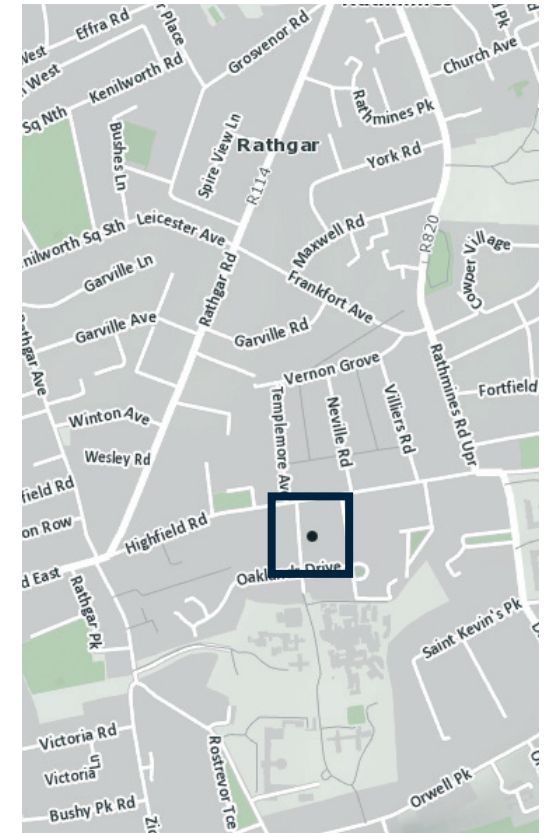 Effra Rd
Place
Grosvenor Rd
Church Ave
West
West
Kenilworth Rd
Sq Nth
Bushes Ln
Spire View Ln
Rathgar
Rathmines Pk
York Rd
R114
Leicester Ave
Maxwell Rd
R820
Cowper Village
nilworth Sq Sth
Garville Ln
Rathgar Rd
Frankfort Ave
Garville Ave
Garville Rd
Rathgar Ave
Vernon Grove
Rathmines Rd Upr
Templemore Ave
Neville Rd
Villiers Rd
Fortfield
Winton Ave
Wesley Rd
field Rd
on Row
Highfield Rd
d East
Oaklands Drive
Rathgar Pk
Saint Kevin's Pk
Victoria Rd
Victoria
Ln
Rostrevor Tce
Orwell Pk
Bushy Pk Rd